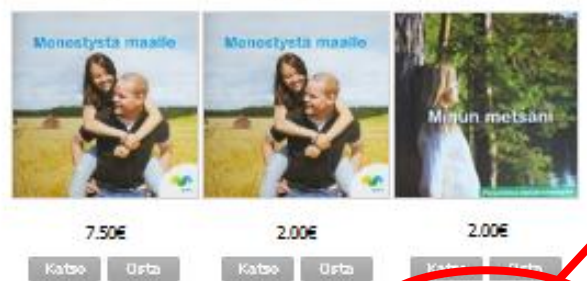 Menestystä maalle
Menestystä maalle
Minun metsäni
7.50€
2.00€
2.00€
Katso
Osta
Katso
Osta
Katso
Osta